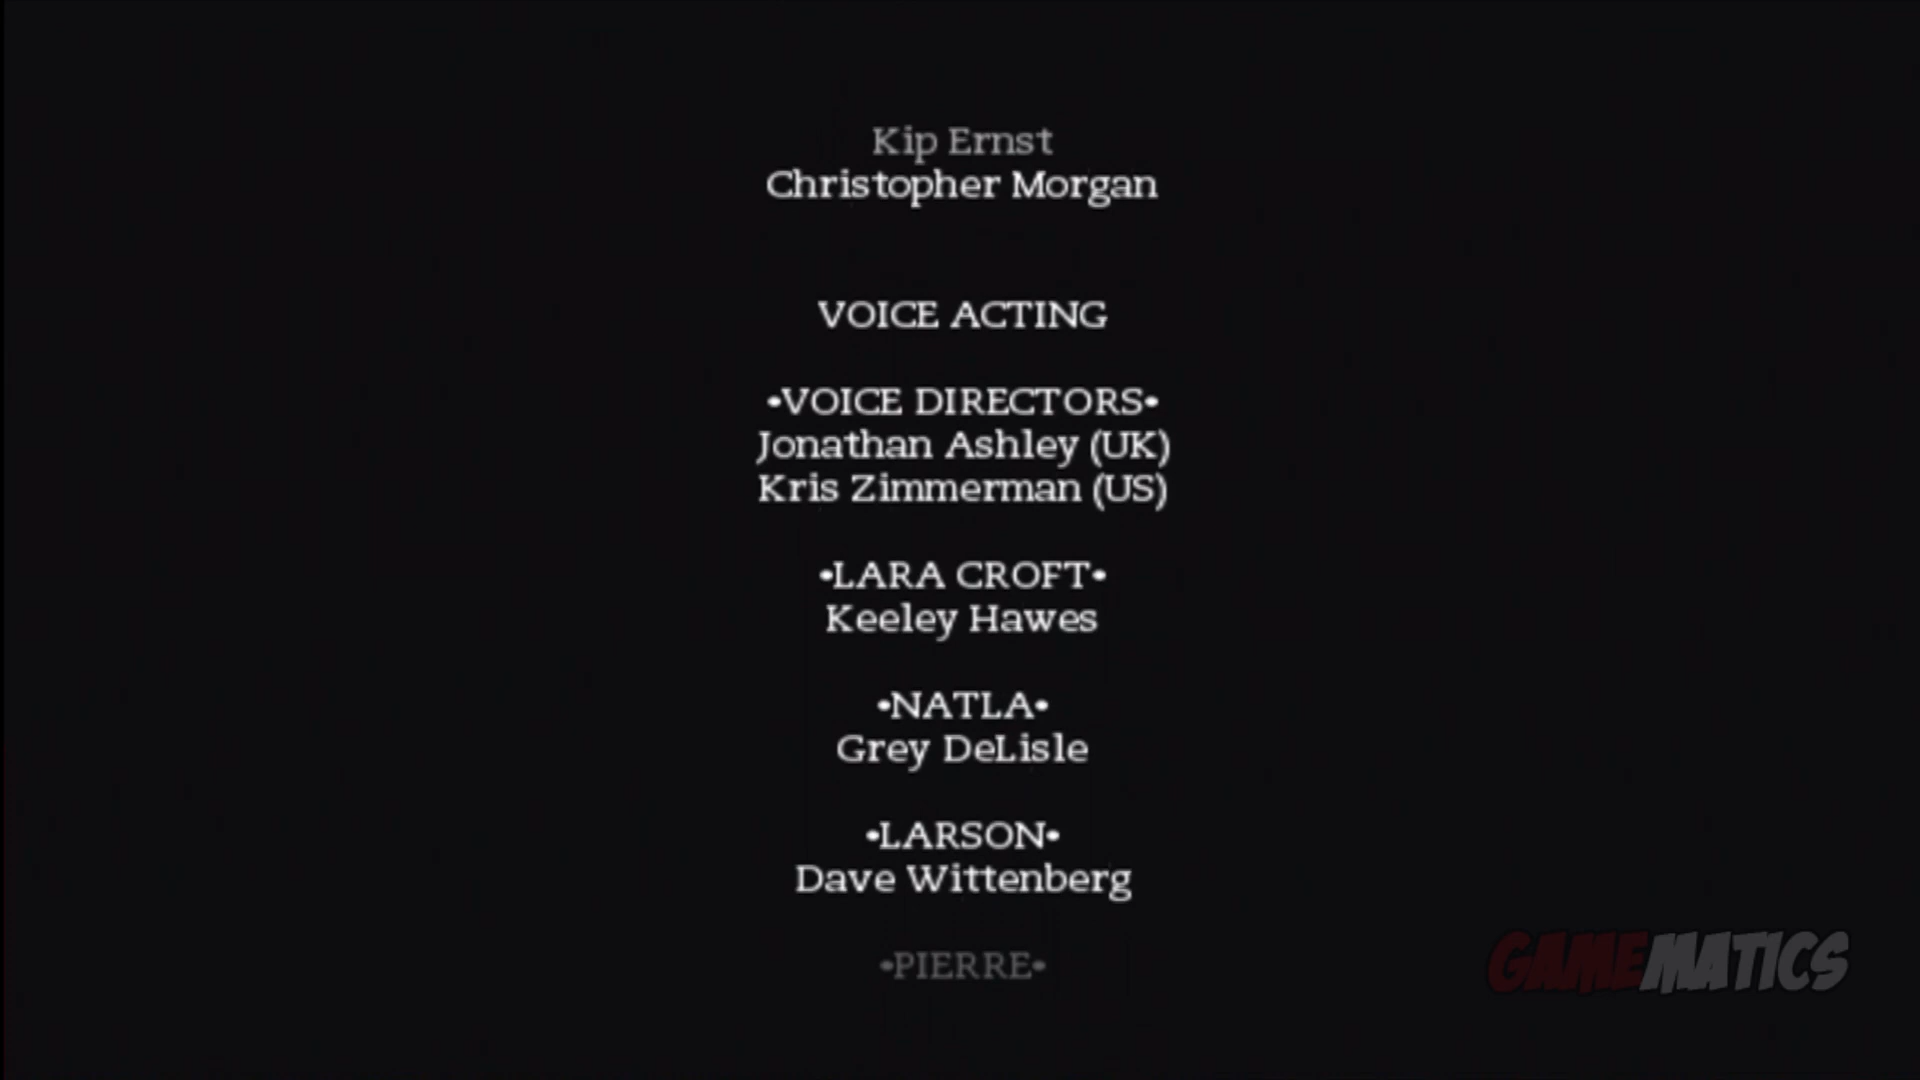 Kip Ernst
Christopher Morgan
VOICE ACTING
•VOICE DIRECTORS•
Jonathan Ashley (UK)
Kris Zimmerman (US)
•LARA CROFT•
Keeley Hawes
•NATLA•
Grey DeLisle
•LARSON•
Dave Wittenberg
•PIERRE•
GAMEMATICS